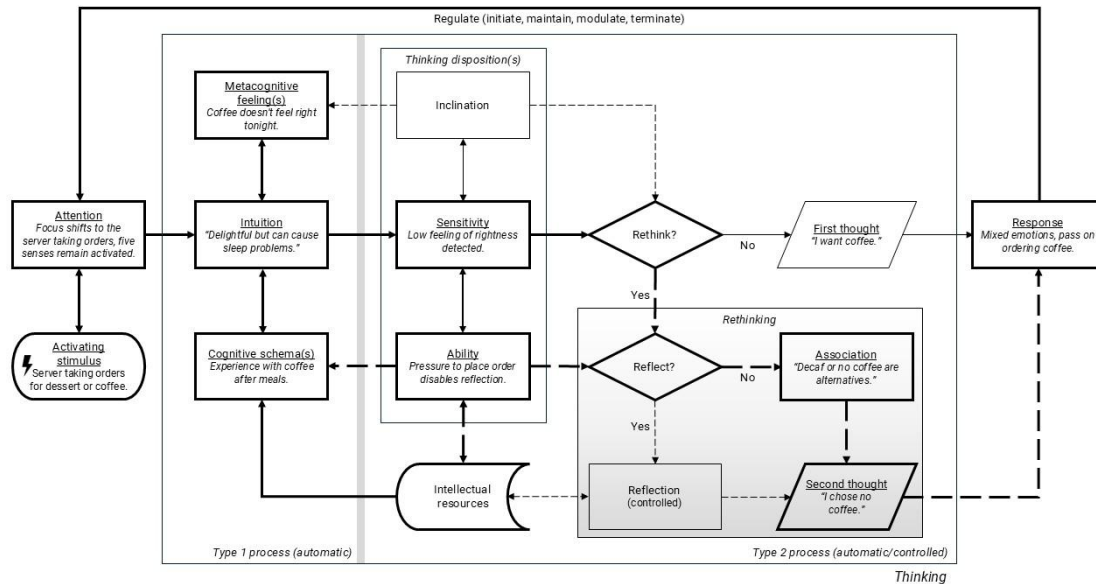 Regulate (initiate, maintain, modulate, terminate)
Thinking disposition(s)
Metacognitive
feeling(s)
Coffee doesn't feel right
tonight.
Inclination
Attention
Focus shifts to the
server taking orders, five
senses remain activated.
Intuition
"Delightful but can cause
sleep problems."
Sensitivity
Low feeling of rightness
detected.
Rethink?
No
First thought
"I want coffee."
Response
Mixed emotions, pass on
ordering coffee.
Yes
Rethinking
Activating
stimulus
Server taking orders
for dessert or coffee.
Cognitive schema(s)
Experience with coffee
after meals.
Ability
Pressure to place order
disables reflection.
Reflect?
No
Association
"Decaf or no coffee are
alternatives."
Yes
Intellectual
resources
Reflection
(controlled)
Second thought
"I chose no
coffee."
Type 1 process (automatic)
Type 2 process (automatic/controlled)
Thinking